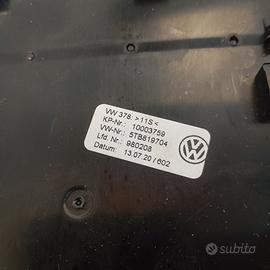 VW 378: >11S<
KP-Nr.: 10003759
VW-Nr.: 5TB819704
Lfd. Nr.: 980208
Datum: 13.07.20 / 602
subito